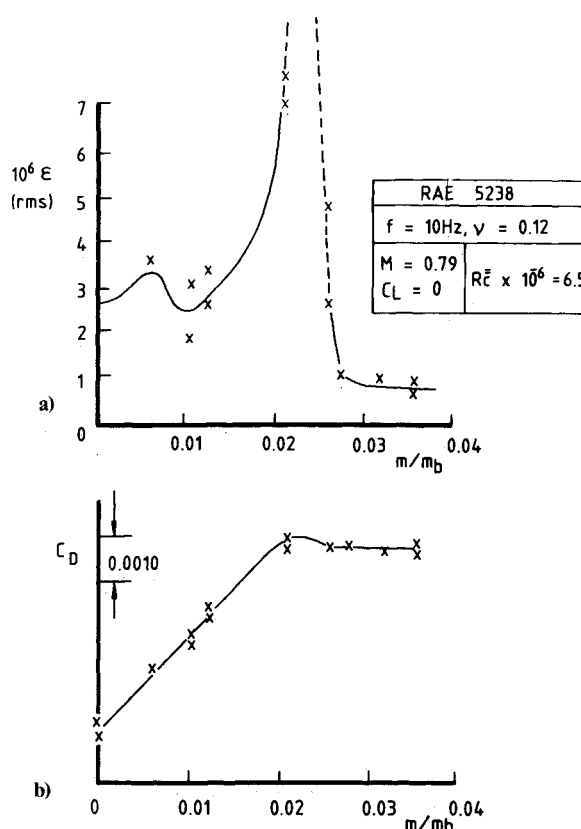 7
6
5
4
3
2
1
0
10⁶ ε
(rms)
RAE 5238
f = 10Hz, ν = 0.12
M = 0.79
C_L = 0
Rc̄ x 10⁻⁶ = 6.5
a)
0.01 0.02 0.03 0.04
m/m_b
C_D
0.0010
b)
0 0.01 0.02 0.03 0.04
m/m_b